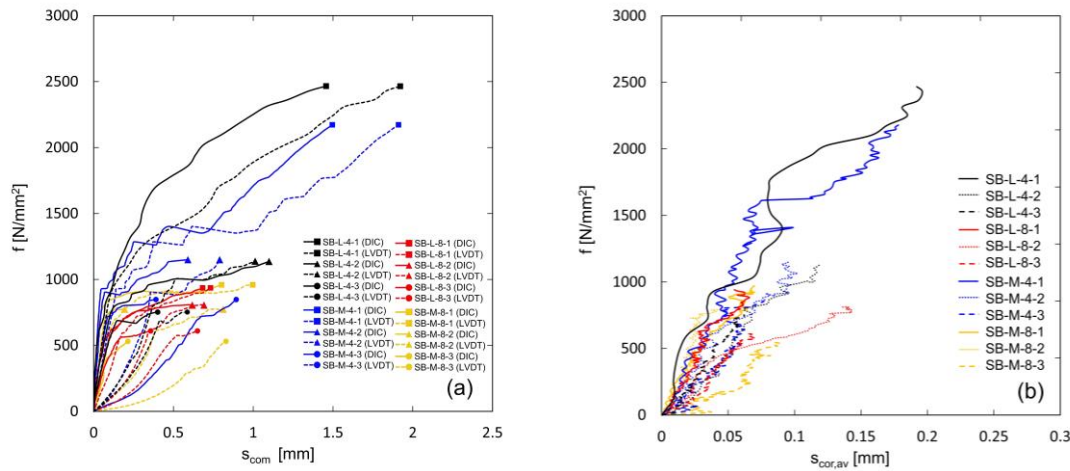 3000
2500
2000
1500
1000
500
0
f [N/mm²]
0 0.5 1 1.5 2 2.5
s_com [mm]
SB-L-4-1 (DIC) SB-L-8-1 (DIC)
SB-L-4-1 (LVDT) SB-L-8-1 (LVDT)
SB-L-4-2 (DIC) SB-L-8-2 (DIC)
SB-L-4-2 (LVDT) SB-L-8-2 (LVDT)
SB-L-4-3 (DIC) SB-L-8-3 (DIC)
SB-L-4-3 (LVDT) SB-L-8-3 (LVDT)
SB-M-4-1 (DIC) SB-M-8-1 (DIC)
SB-M-4-1 (LVDT) SB-M-8-1 (LVDT)
SB-M-4-2 (DIC) SB-M-8-2 (DIC)
SB-M-4-2 (LVDT) SB-M-8-2 (LVDT)
SB-M-4-3 (DIC) SB-M-8-3 (DIC)
SB-M-4-3 (LVDT) SB-M-8-3 (LVDT)
(a)
3000
2500
2000
1500
1000
500
0
f [N/mm²]
0 0.05 0.1 0.15 0.2 0.25 0.3
s_cor,av [mm]
SB-L-4-1
SB-L-4-2
SB-L-4-3
SB-L-8-1
SB-L-8-2
SB-L-8-3
SB-M-4-1
SB-M-4-2
SB-M-4-3
SB-M-8-1
SB-M-8-2
SB-M-8-3
(b)